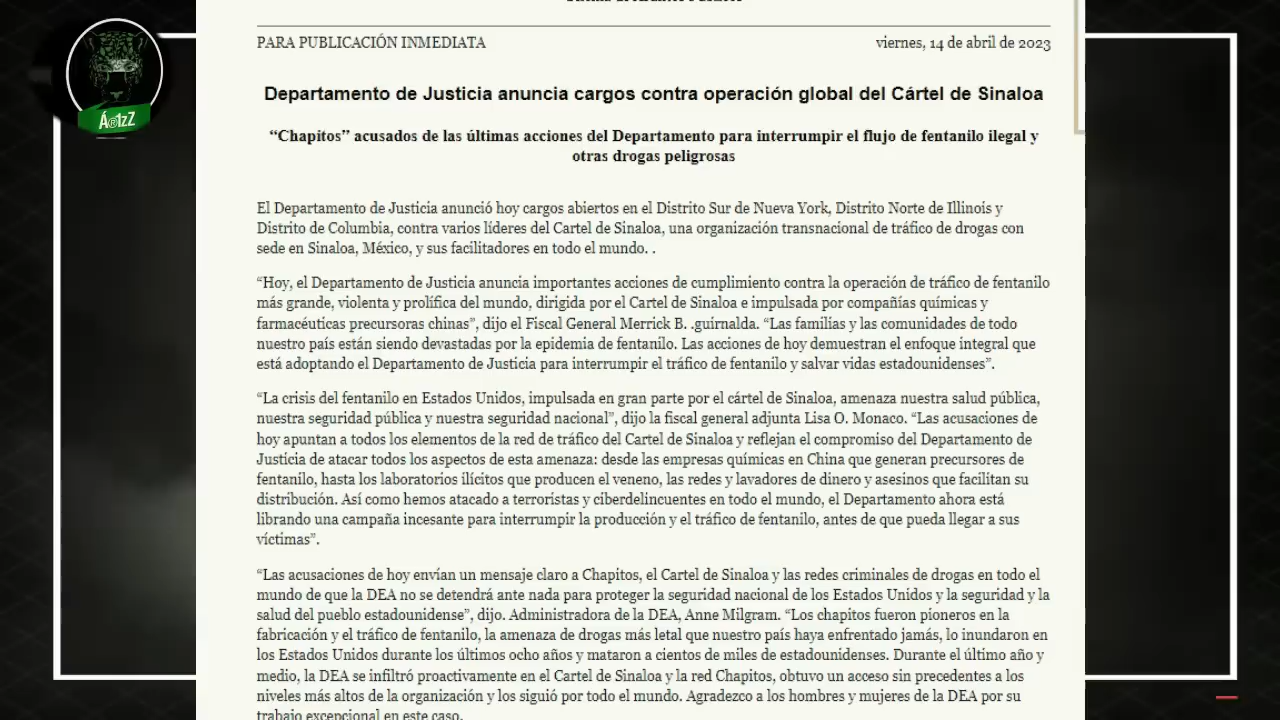 PARA PUBLICACIÓN INMEDIATA
viernes, 14 de abril de 2023
Departamento de Justicia anuncia cargos contra operación global del Cártel de Sinaloa
“Chapitos” acusados de las últimas acciones del Departamento para interrumpir el flujo de fentanilo ilegal y
otras drogas peligrosas
El Departamento de Justicia anunció hoy cargos abiertos en el Distrito Sur de Nueva York, Distrito Norte de Illinois y
Distrito de Columbia, contra varios líderes del Cartel de Sinaloa, una organización transnacional de tráfico de drogas con
sede en Sinaloa, México, y sus facilitadores en todo el mundo. .
“Hoy, el Departamento de Justicia anuncia importantes acciones de cumplimiento contra la operación de tráfico de fentanilo
más grande, violenta y prolífica del mundo, dirigida por el Cartel de Sinaloa e impulsada por compañías químicas y
farmacéuticas precursoras chinas”, dijo el Fiscal General Merrick B. .guirnalda. “Las familias y las comunidades de todo
nuestro país están siendo devastadas por la epidemia de fentanilo. Las acciones de hoy demuestran el enfoque integral que
está adoptando el Departamento de Justicia para interrumpir el tráfico de fentanilo y salvar vidas estadounidenses”.
“La crisis del fentanilo en Estados Unidos, impulsada en gran parte por el cártel de Sinaloa, amenaza nuestra salud pública,
nuestra seguridad pública y nuestra seguridad nacional”, dijo la fiscal general adjunta Lisa O. Monaco. “Las acusaciones de
hoy apuntan a todos los elementos de la red de tráfico del Cartel de Sinaloa y reflejan el compromiso del Departamento de
Justicia de atacar todos los aspectos de esta amenaza: desde las empresas químicas en China que generan precursores de
fentanilo, hasta los laboratorios ilícitos que producen el veneno, las redes y lavadores de dinero y asesinos que facilitan su
distribución. Así como hemos atacado a terroristas y ciberdelincuentes en todo el mundo, el Departamento ahora está
librando una campaña incesante para interrumpir la producción y el tráfico de fentanilo, antes de que pueda llegar a sus
víctimas”.
“Las acusaciones de hoy envían un mensaje claro a Chapitos, el Cartel de Sinaloa y las redes criminales de drogas en todo el
mundo de que la DEA no se detendrá ante nada para proteger la seguridad nacional de los Estados Unidos y la seguridad y la
salud del pueblo estadounidense”, dijo. Administradora de la DEA, Anne Milgram. “Los chapitos fueron pioneros en la
fabricación y el tráfico de fentanilo, la amenaza de drogas más letal que nuestro país haya enfrentado jamás, lo inundaron en
los Estados Unidos durante los últimos ocho años y mataron a cientos de miles de estadounidenses. Durante el último año y
medio, la DEA se infiltró proactivamente en el Cartel de Sinaloa y la red Chapitos, obtuvo un acceso sin precedentes a los
niveles más altos de la organización y los siguió por todo el mundo. Agradezco a los hombres y mujeres de la DEA por su
trabajo excepcional en este caso.